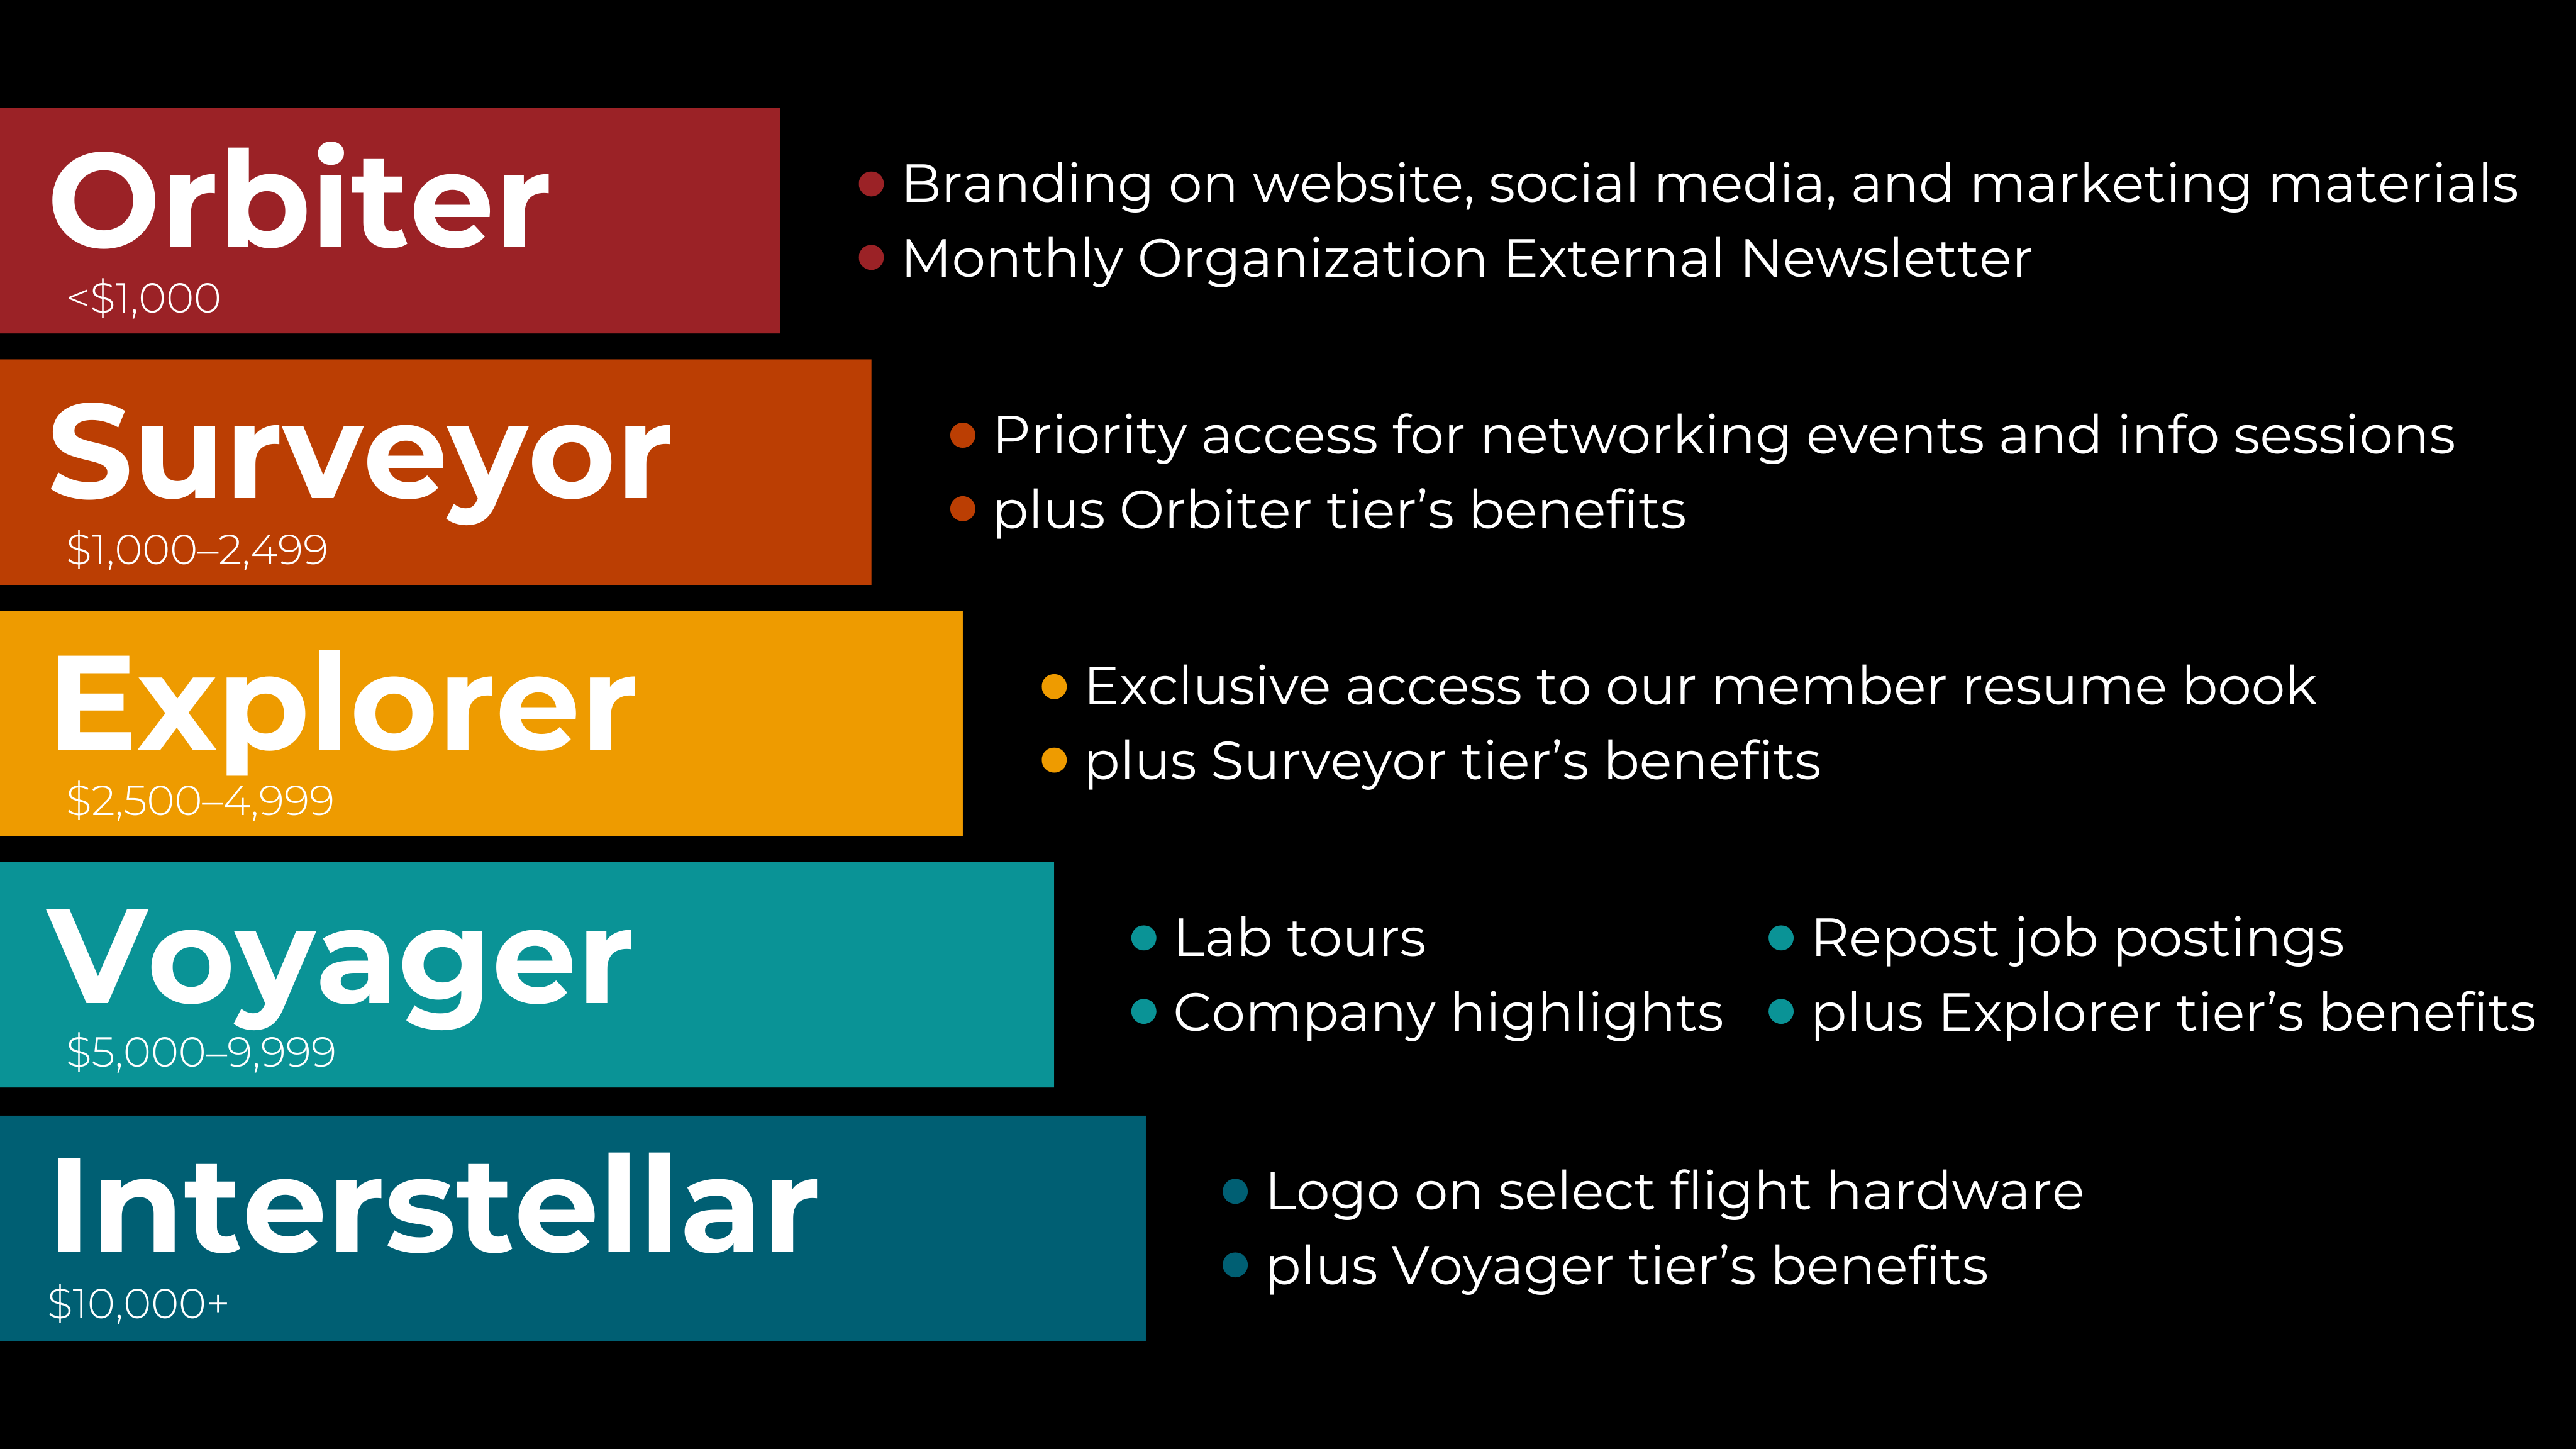 Orbiter
<$1,000
Branding on website, social media, and marketing materials
Monthly Organization External Newsletter
Surveyor
$1,000–2,499
Priority access for networking events and info sessions
plus Orbiter tier’s benefits
Explorer
$2,500–4,999
Exclusive access to our member resume book
plus Surveyor tier’s benefits
Voyager
$5,000–9,999
Lab tours
Company highlights
Repost job postings
plus Explorer tier’s benefits
Interstellar
$10,000+
Logo on select flight hardware
plus Voyager tier’s benefits